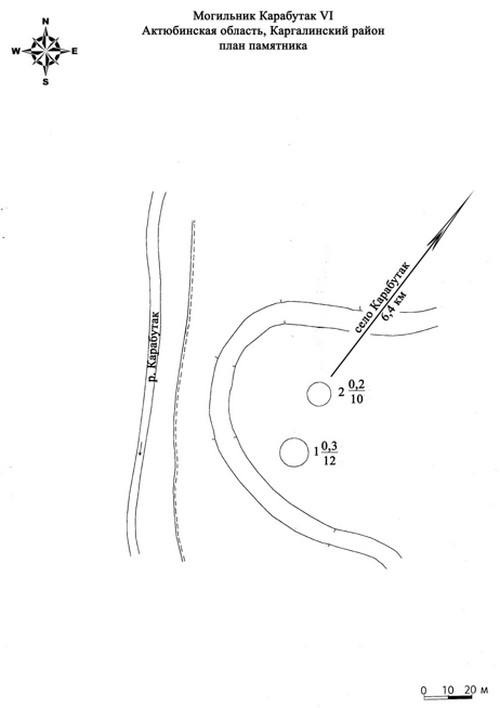 Могильник Карабутак VI
Актюбинская область, Каргалинский район
план памятника
N
W E
S
село Карабутак
6,4 км
р. Карабутак
2 0,2
10
1 0,3
12
0 10 20 м